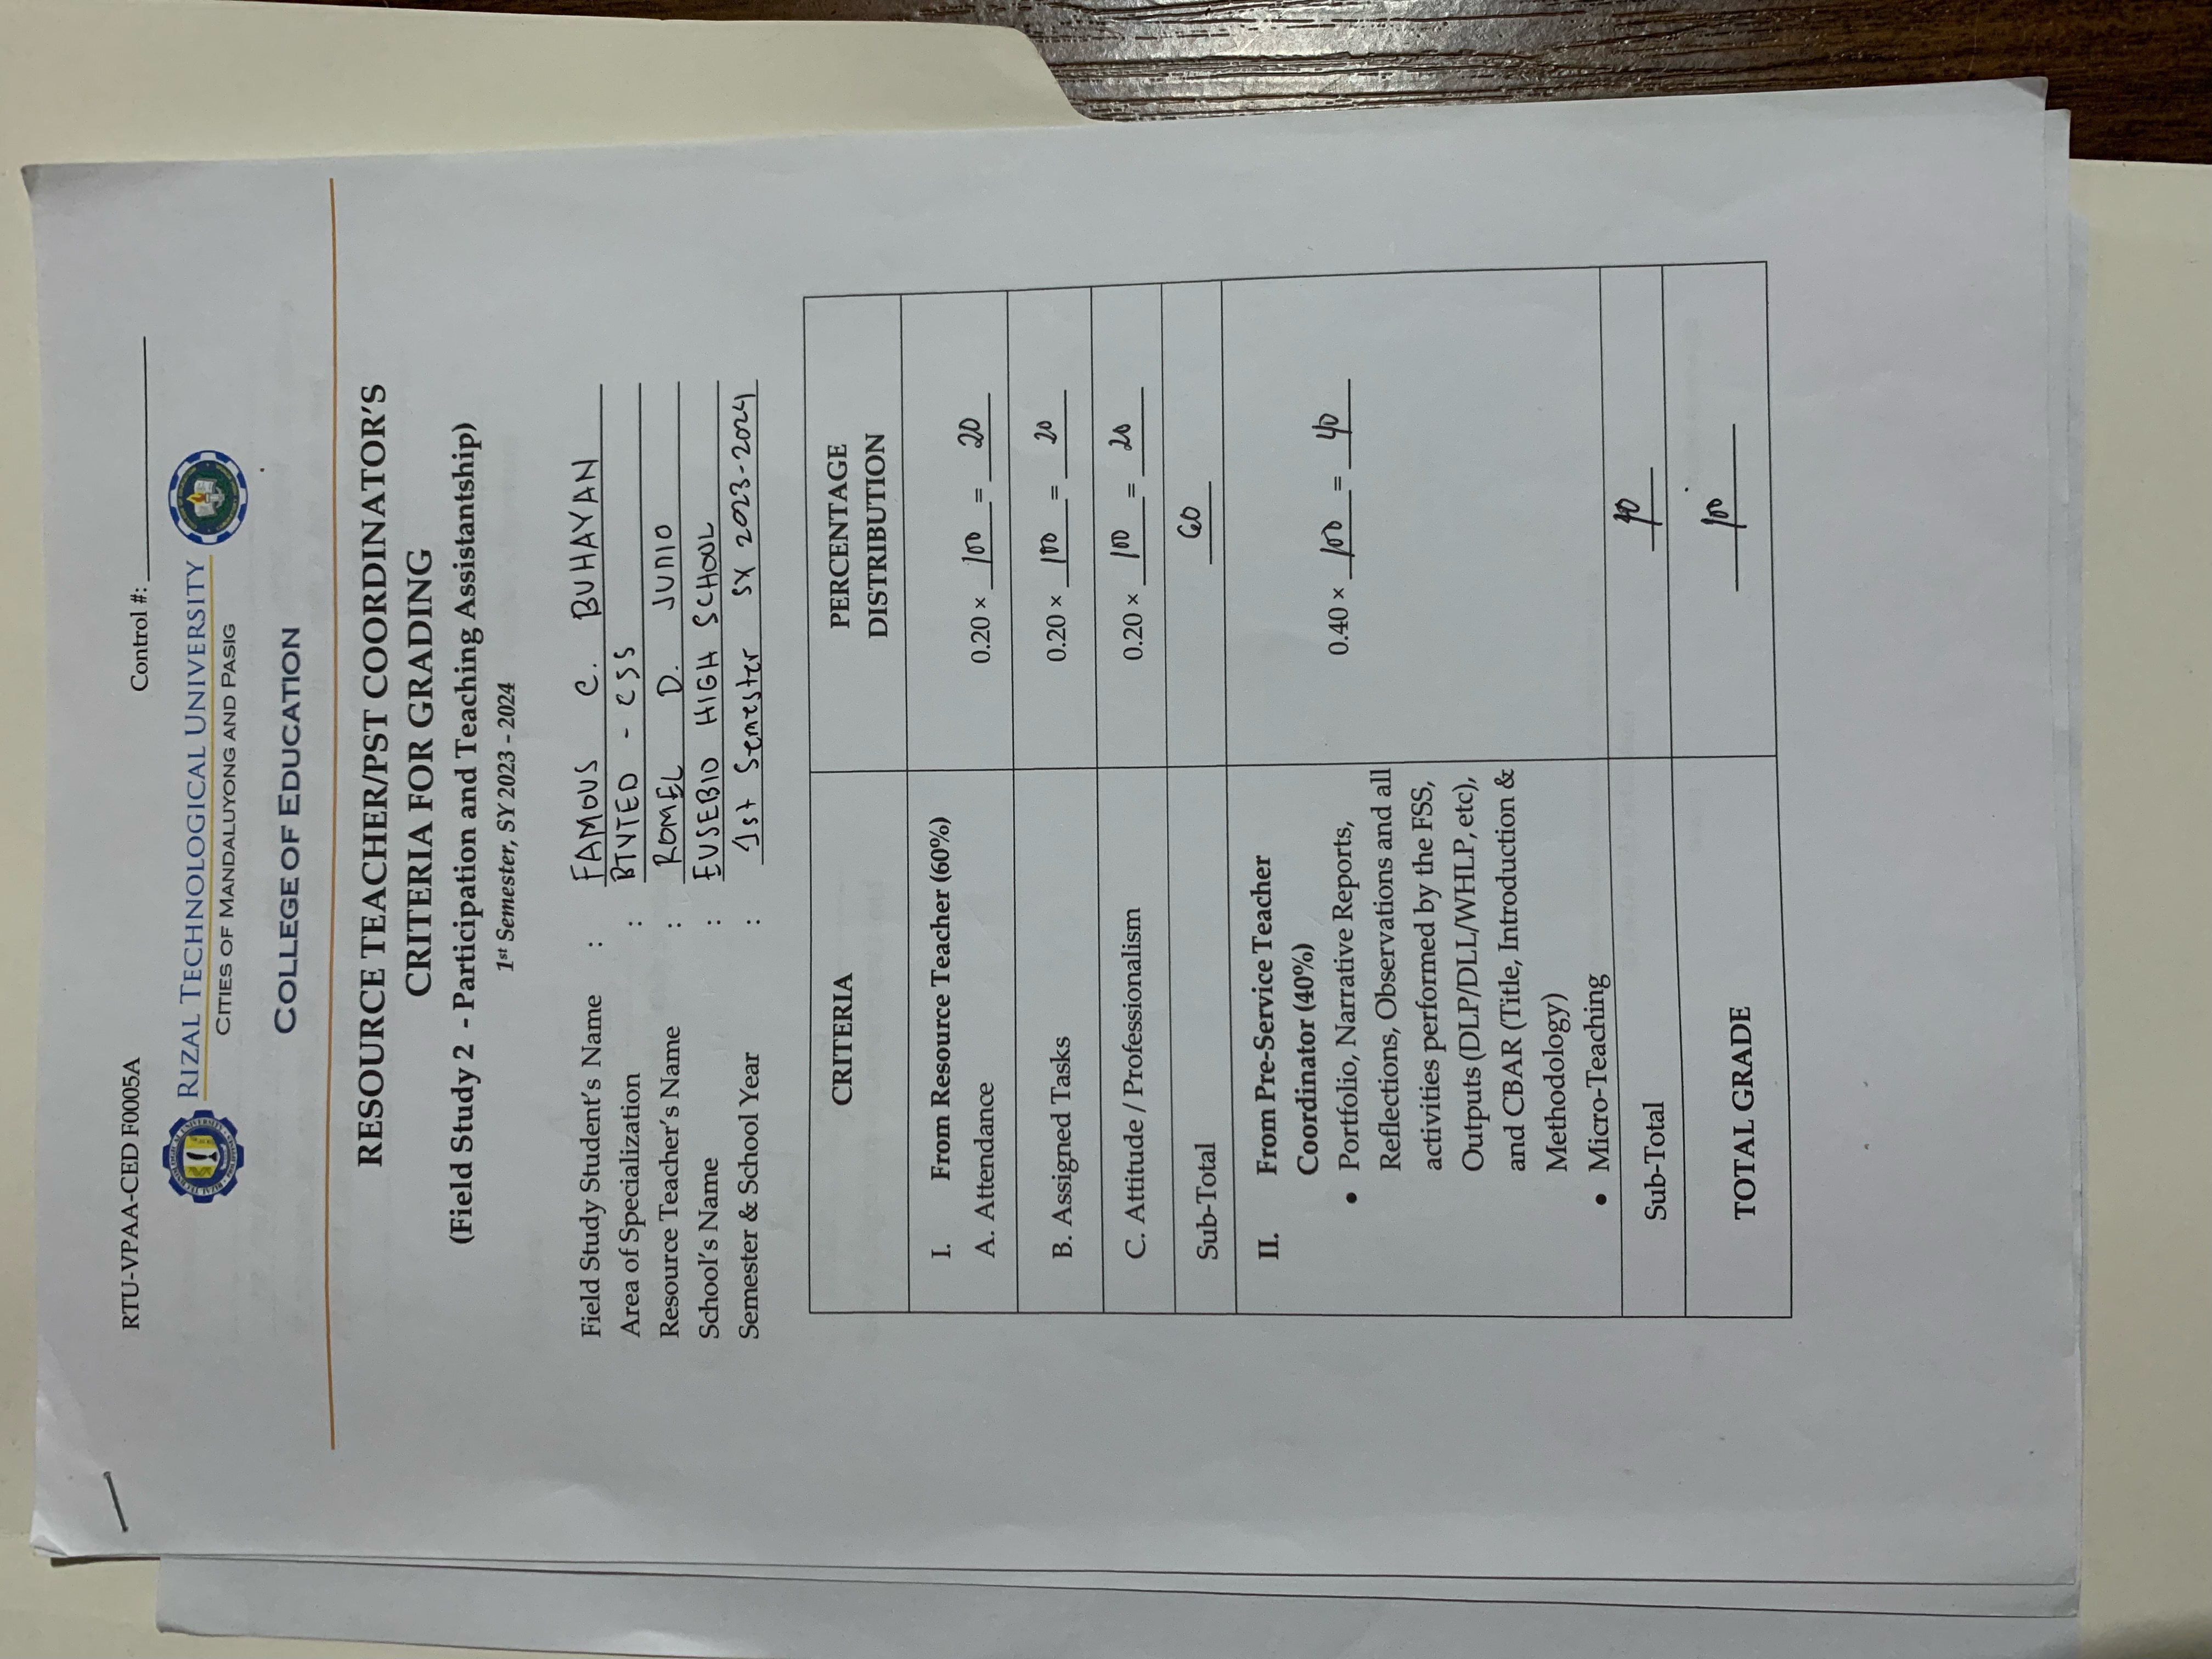 RTU-VPAA-CED F0005A Control #:
RIZAL TECHNOLOGICAL UNIVERSITY
CITIES OF MANDALUYONG AND PASIG
COLLEGE OF EDUCATION
RESOURCE TEACHER/PST COORDINATOR'S
CRITERIA FOR GRADING
(Field Study 2 - Participation and Teaching Assistantship)
1st Semester, SY 2023 - 2024
Field Study Student's Name : FAMOUS C. BUHAYAN
Area of Specialization : BTVTED - CSS
Resource Teacher's Name : ROMEL D. JUNIO
School's Name : EUSEBIO HIGH SCHOOL
Semester & School Year : 1st Semester SY 2023-2024
CRITERIA PERCENTAGE
DISTRIBUTION
I. From Resource Teacher (60%)
A. Attendance 0.20 × 100 = 20
B. Assigned Tasks 0.20 × 100 = 20
C. Attitude / Professionalism 0.20 × 100 = 20
Sub-Total 60
II. From Pre-Service Teacher
Coordinator (40%)
• Portfolio, Narrative Reports, 0.40 × 100 = 40
Reflections, Observations and all
activities performed by the FSS,
Outputs (DLP/DLL/WHLP, etc),
and CBAR (Title, Introduction &
Methodology)
• Micro-Teaching
Sub-Total 40
TOTAL GRADE 100